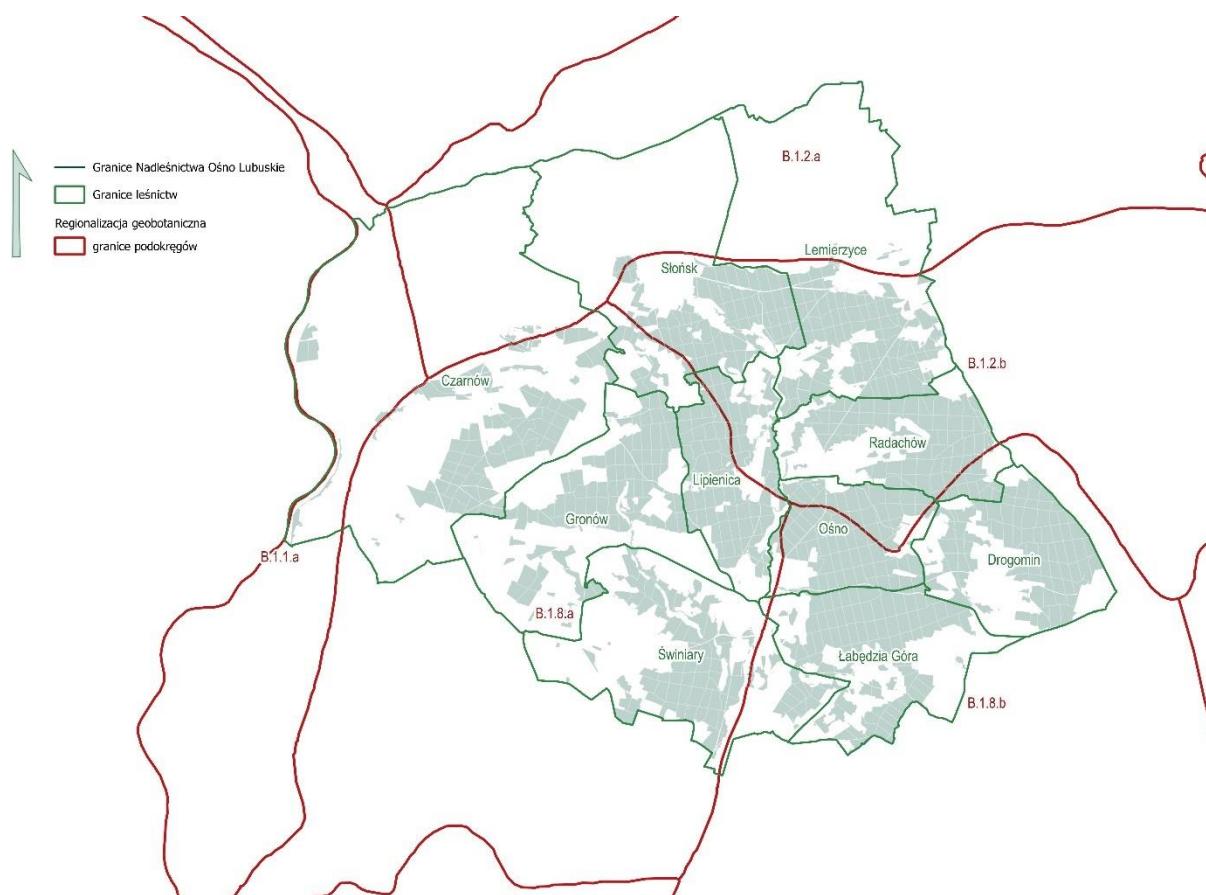 Granice Nadleśnictwa Ośno Lubuskie
Granice leśnictw
Regionalizacja geobotaniczna
granice podokręgów
B.1.2.a
Lemierzyce
Słońsk
B.1.2.b
Czarnów
Radachów
Lipienica
Gronów
Ośno
B.1.1.a
Drogomin
B.1.8.a
Świniary
Łabędzia Góra
B.1.8.b